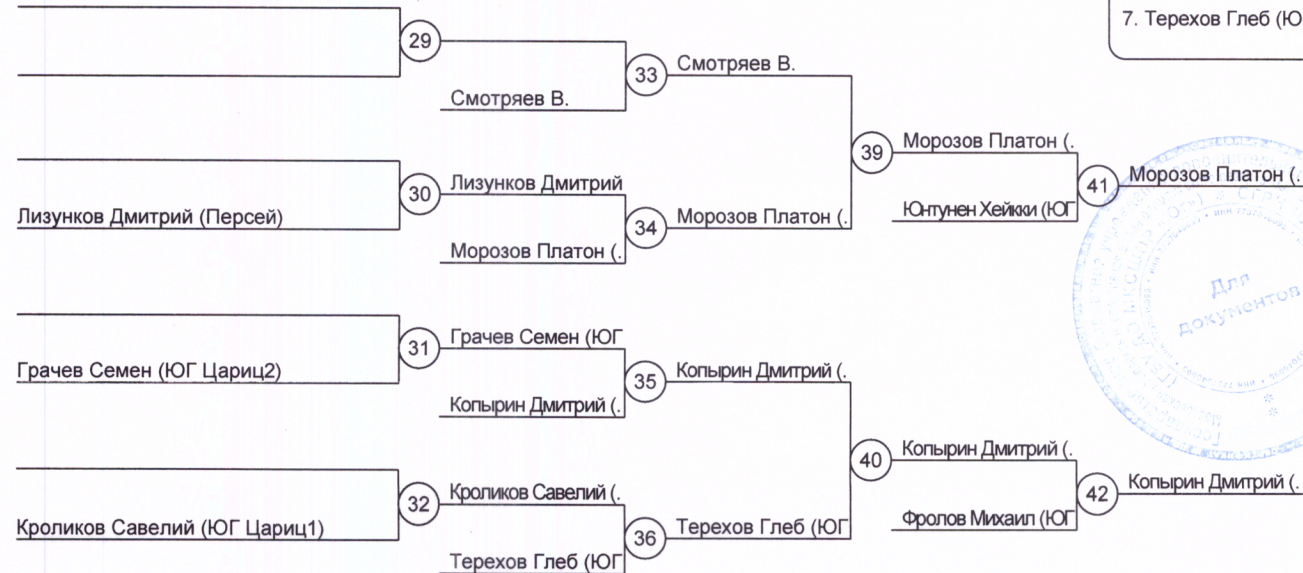 7. Терехов Глеб (Ю
29
Смотряев В.
33
Смотряев В.
39
Морозов Платон (.
41
Морозов Платон (.
Юнтунен Хейкки (ЮГ
Лизунков Дмитрий (Персей)
30
Лизунков Дмитрий
34
Морозов Платон (.
Морозов Платон (.
Для
документов
Грачев Семен (ЮГ Цариц2)
31
Грачев Семен (ЮГ
35
Копырин Дмитрий (.
Копырин Дмитрий (.
40
Копырин Дмитрий (.
42
Копырин Дмитрий (.
Фролов Михаил (ЮГ
Кроликов Савелий (ЮГ Цариц1)
32
Кроликов Савелий (.
36
Терехов Глеб (ЮГ
Терехов Глеб (ЮГ